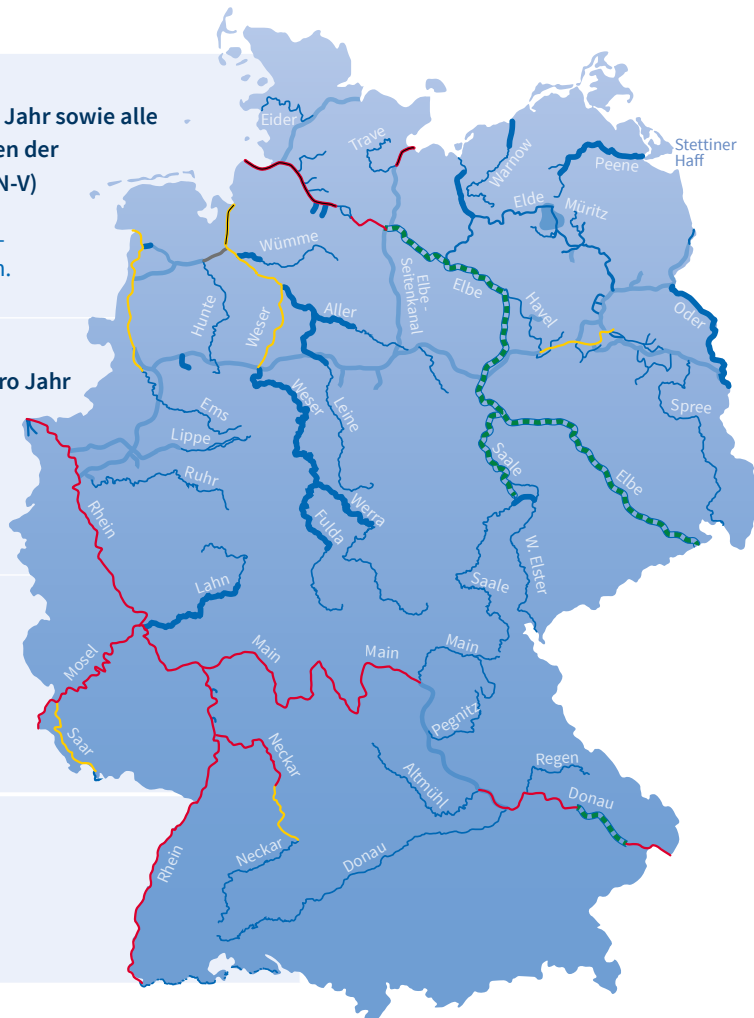 Jahr sowie alle
en der
N-V)
–
n.
ro Jahr
Eider
Trave
Warnow
Peene
Stettiner
Haff
Elde
Müritz
Wümme
Elbe
Elbe -
Seitenkanal
Havel
Oder
Hunte
Weser
Aller
Ems
Weser
Leine
Spree
Lippe
Ruhr
Saale
Elbe
Rhein
Werra
Fulda
W. Elster
Lahn
Saale
Mosel
Main
Main
Main
Saar
Pegnitz
Neckar
Altmühl
Regen
Donau
Neckar
Donau
Rhein